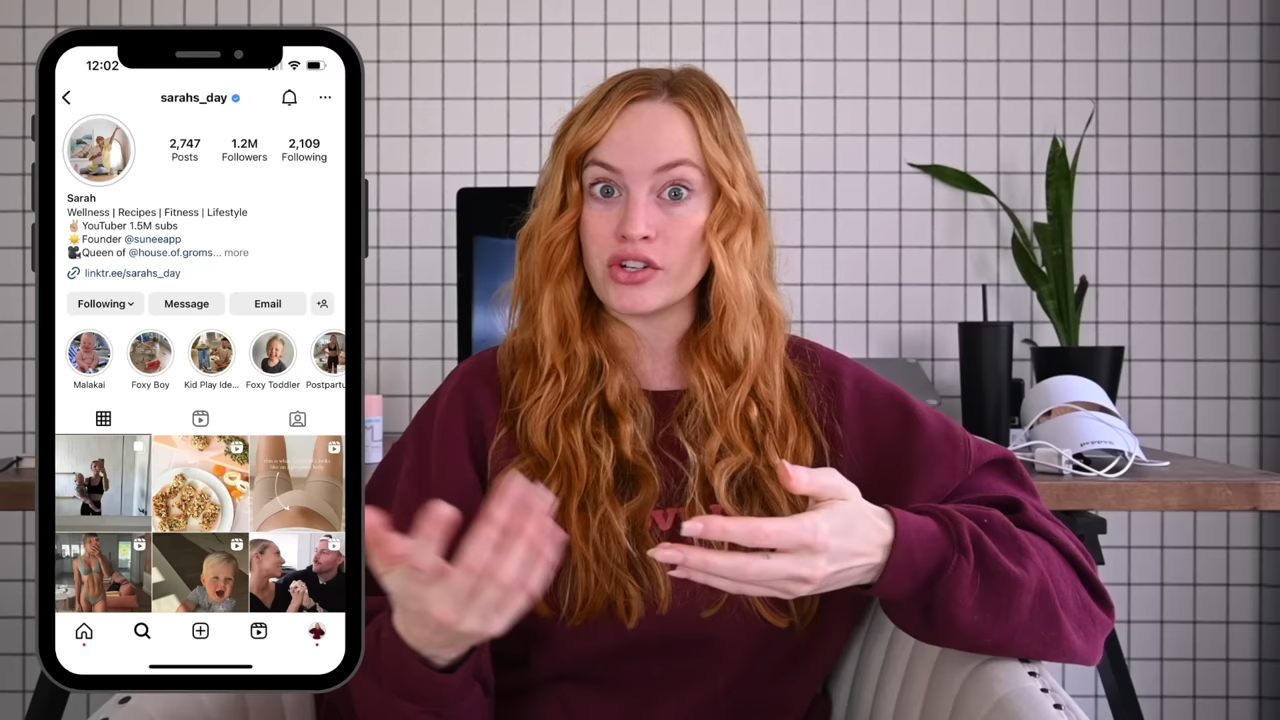 12:02
sarahs_day
2,747
1.2M
2,109
Posts
Followers
Following
Sarah
Wellness | Recipes | Fitness | Lifestyle
✌🏼YouTuber 1.5M subs
☀️Founder @suneeapp
🎥Queen of @house.of.groms... more
linktr.ee/sarahs_day
Following
Message
Email
Malakai
Foxy Boy
Kid Play Ide...
Foxy Toddler
Postpartu